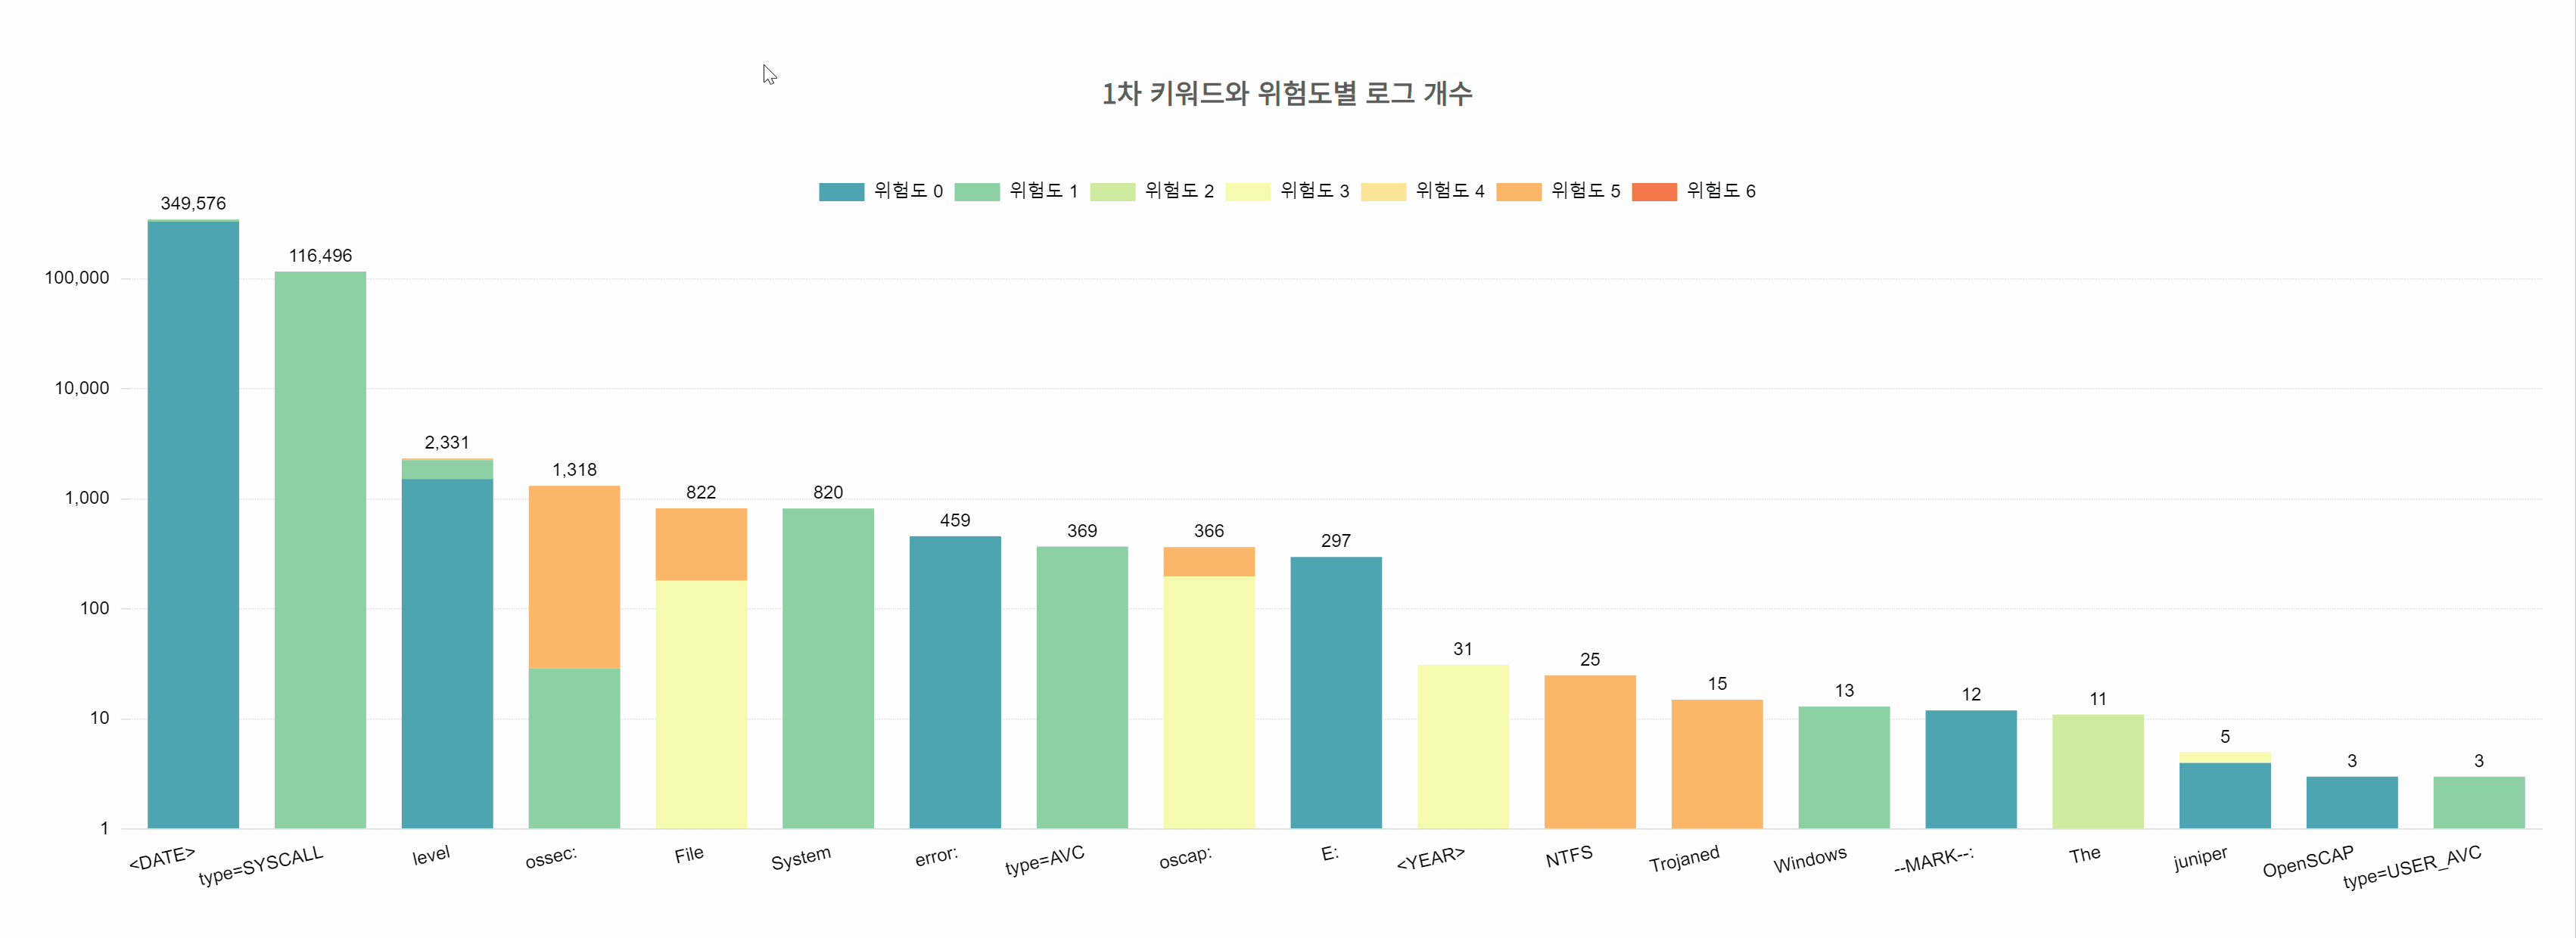 1차 키워드와 위험도별 로그 개수
위험도 0 위험도 1 위험도 2 위험도 3 위험도 4 위험도 5 위험도 6
349,576
116,496
100,000
10,000
2,331
1,318
1,000
822
820
459
369
366
297
100
31
25
15
13
12
11
10
5
3
3
1
<DATE>
type=SYSCALL
level
ossec:
File
System
error:
type=AVC
oscap:
E:
<YEAR>
NTFS
Trojaned
Windows
--MARK--:
The
juniper
OpenSCAP
type=USER_AVC